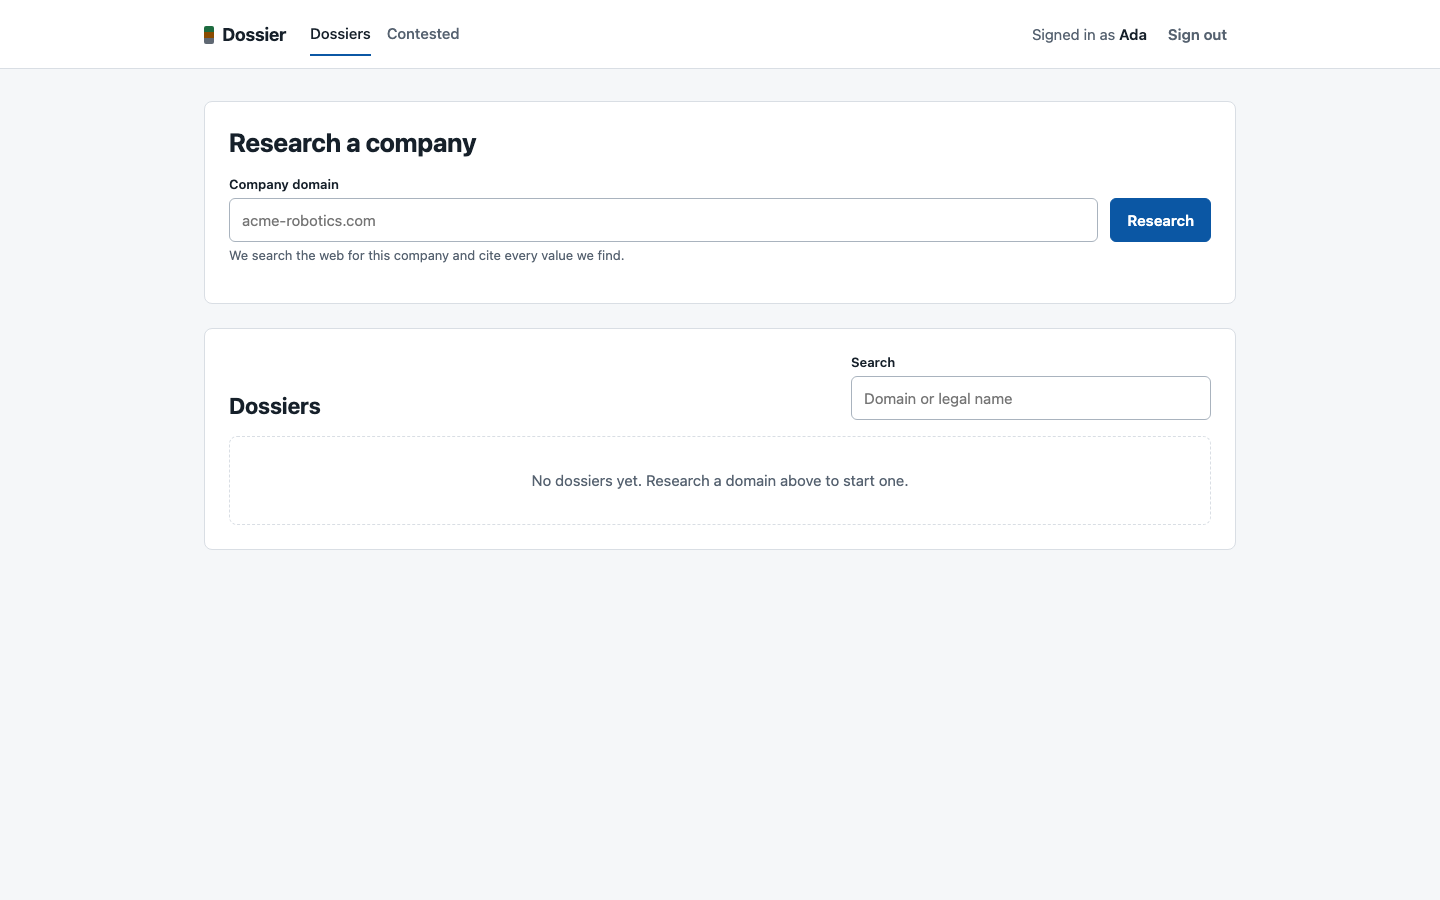 Dossier
Dossiers
Contested
Signed in as Ada
Sign out
Research a company
Company domain
acme-robotics.com
Research
We search the web for this company and cite every value we find.
Search
Dossiers
Domain or legal name
No dossiers yet. Research a domain above to start one.